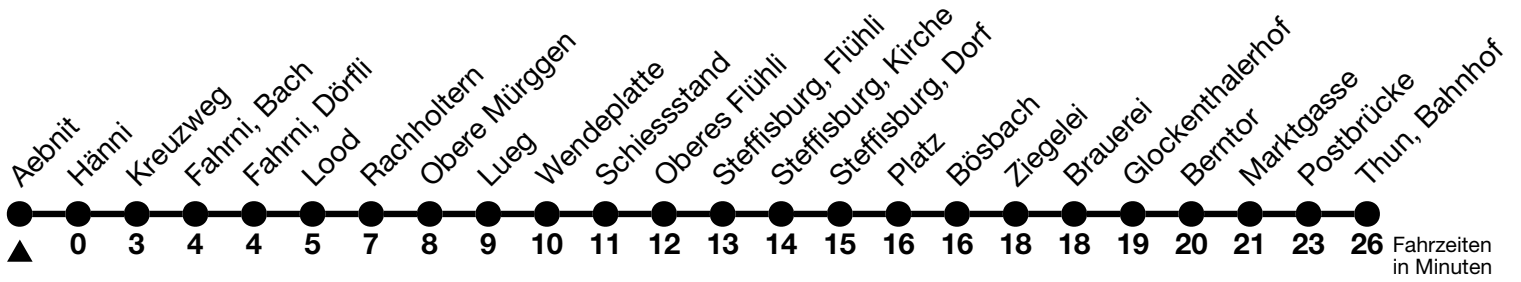 Aebnit
Hänni
Kreuzweg
Fahrni, Bach
Fahrni, Dörfli
Lood
Rachholtern
Obere Mürggen
Lueg
Wendeplatte
Schiessstand
Oberes Flühli
Steffisburg, Flühli
Steffisburg, Kirche
Steffisburg, Dorf
Platz
Bösbach
Ziegelei
Brauerei
Glockenthalerhof
Berntor
Marktgasse
Postbrücke
Thun, Bahnhof
0 3 4 4 5 7 8 9 10 11 12 13 14 15 16 16 18 18 19 20 21 23 26 Fahrzeiten
in Minuten